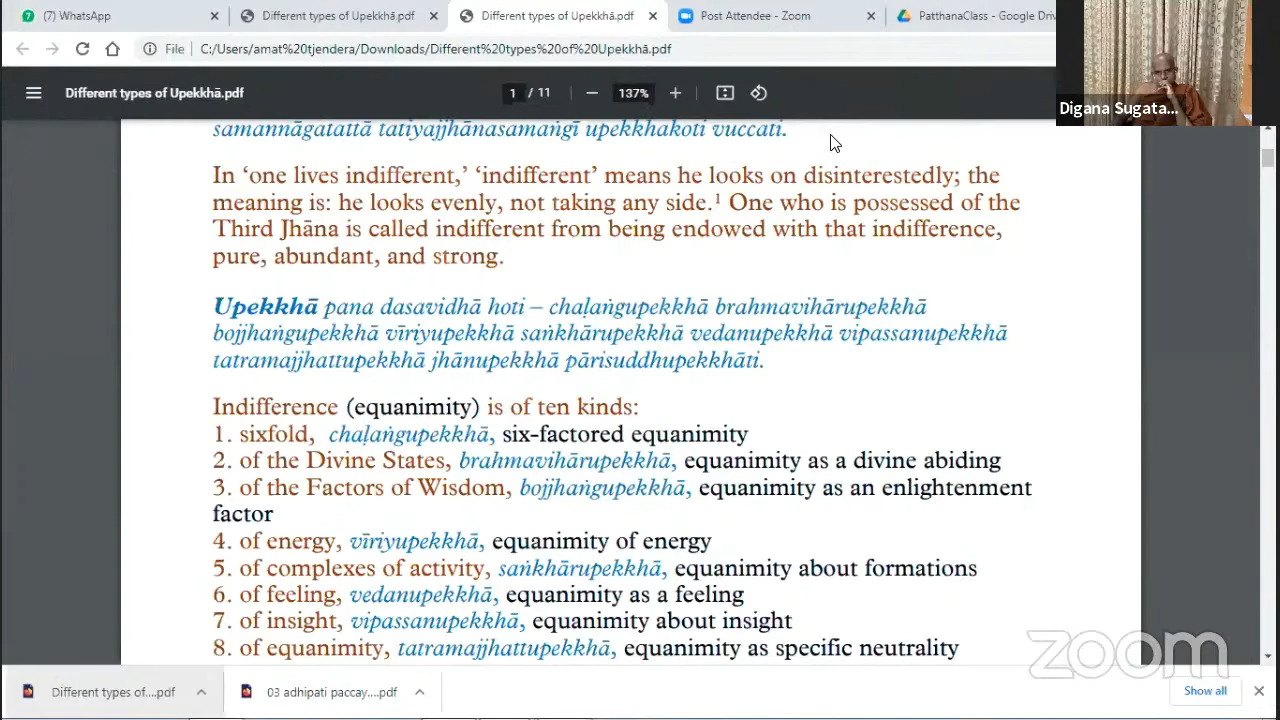 (7) WhatsApp
Different types of Upekkhā.pdf
Different types of Upekkhā.pdf
Post Attendee - Zoom
PatthanaClass - Google Driv
File
C:/Users/amat%20tjendera/Downloads/Different%20types%20of%20Upekkhā.pdf
Different types of Upekkhā.pdf
1 / 11
137%
Digana Sugata...
samannāgatattā tatiyajjhānasamaṅgī upekkhakoti vuccati.
In ‘one lives indifferent,’ ‘indifferent’ means he looks on disinterestedly; the
meaning is: he looks evenly, not taking any side.¹ One who is possessed of the
Third Jhāna is called indifferent from being endowed with that indifference,
pure, abundant, and strong.
Upekkhā pana dasavidhā hoti – chaḷaṅgupekkhā brahmavihārupekkhā
bojjhaṅgupekkhā vīriyupekkhā saṅkhārupekkhā vedanupekkhā vipassanupekkhā
tatramajjhattupekkhā jhānupekkhā pārisuddhupekkhāti.
Indifference (equanimity) is of ten kinds:
1. sixfold, chaḷaṅgupekkhā, six-factored equanimity
2. of the Divine States, brahmavihārupekkhā, equanimity as a divine abiding
3. of the Factors of Wisdom, bojjhaṅgupekkhā, equanimity as an enlightenment
factor
4. of energy, vīriyupekkhā, equanimity of energy
5. of complexes of activity, saṅkhārupekkhā, equanimity about formations
6. of feeling, vedanupekkhā, equanimity as a feeling
7. of insight, vipassanupekkhā, equanimity about insight
8. of equanimity, tatramajjhattupekkhā, equanimity as specific neutrality
zoom
Different types of....pdf
03 adhipati paccay....pdf
Show all